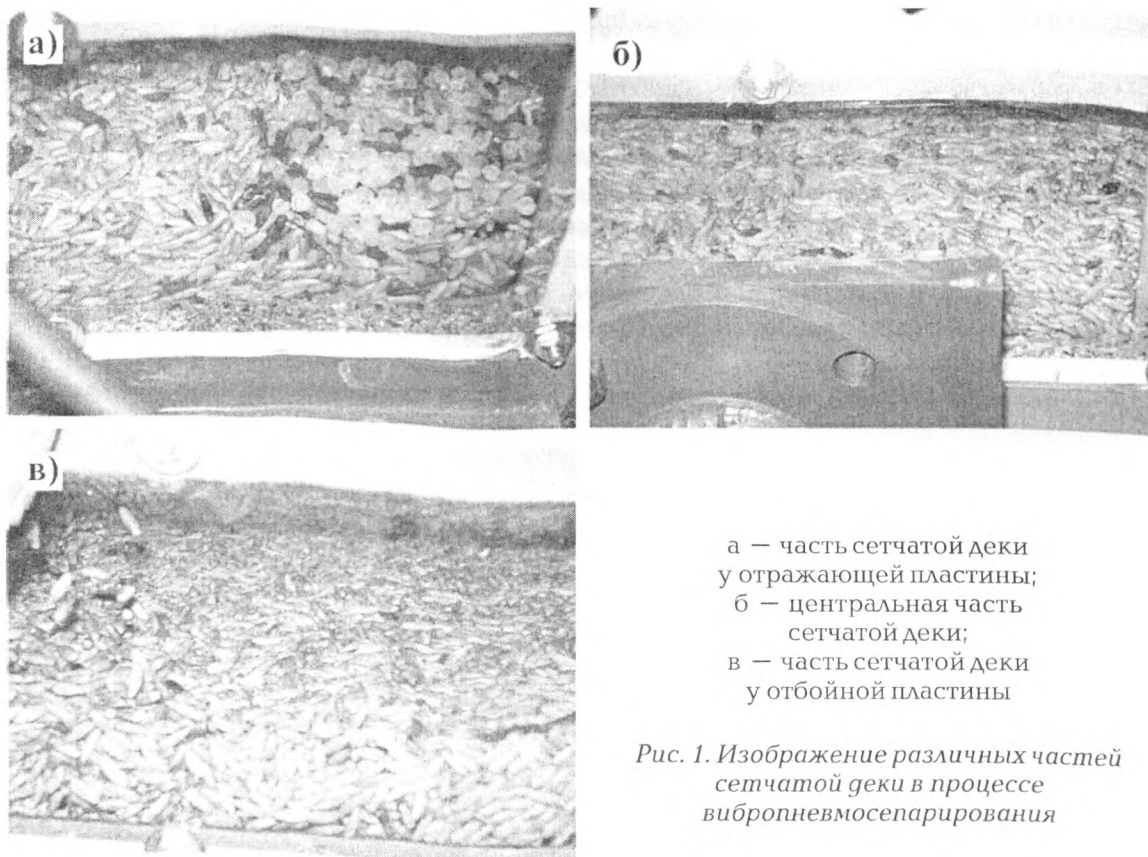 а)
б)
в)
а — часть сетчатой деки
у отражающей пластины;
б — центральная часть
сетчатой деки;
в — часть сетчатой деки
у отбойной пластины
Рис. 1. Изображение различных частей
сетчатой деки в процессе
вибропневмосепарирования